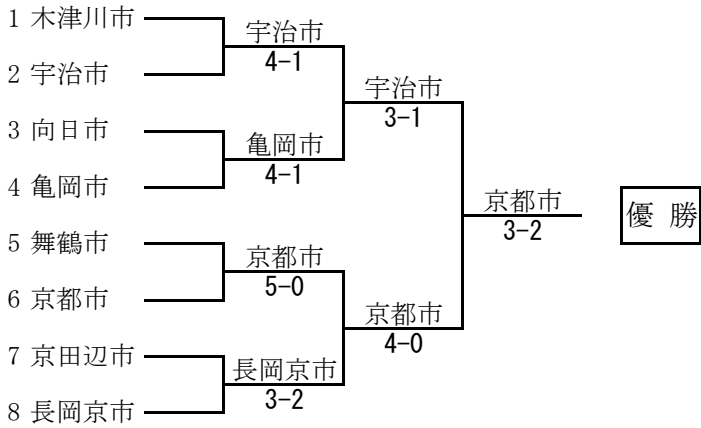 1 木津川市
2 宇治市
3 向日市
4 亀岡市
5 舞鶴市
6 京都市
7 京田辺市
8 長岡京市
宇治市
4-1
亀岡市
4-1
京都市
5-0
長岡京市
3-2
宇治市
3-1
京都市
4-0
京都市
3-2
優 勝